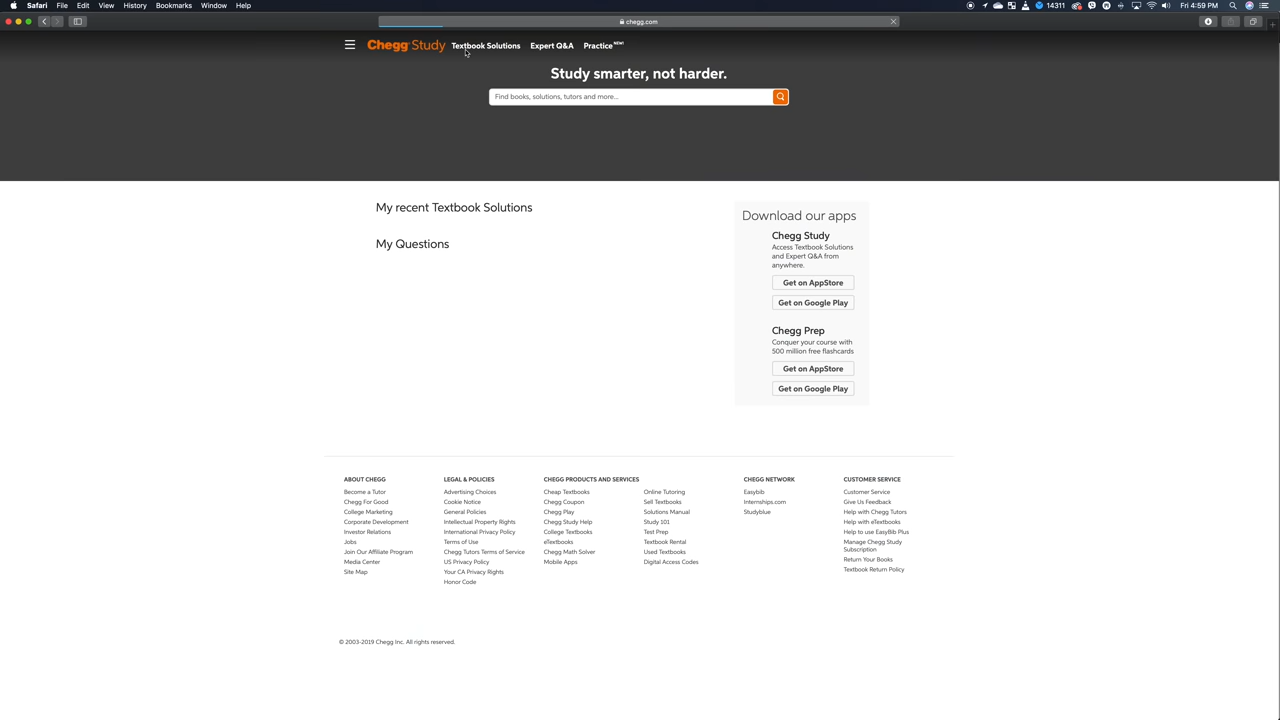 Safari File Edit View History Bookmarks Window Help
14311 Fri 4:59 PM
chegg.com
Chegg Study Textbook Solutions Expert Q&A Practice NEW!
Study smarter, not harder.
Find books, solutions, tutors and more...
My recent Textbook Solutions
My Questions
Download our apps
Chegg Study
Access Textbook Solutions
and Expert Q&A from
anywhere.
Get on AppStore
Get on Google Play
Chegg Prep
Conquer your course with
500 million free flashcards
Get on AppStore
Get on Google Play
ABOUT CHEGG
Become a Tutor
Chegg For Good
College Marketing
Corporate Development
Investor Relations
Jobs
Join Our Affiliate Program
Media Center
Site Map
LEGAL & POLICIES
Advertising Choices
Cookie Notice
General Policies
Intellectual Property Rights
International Privacy Policy
Terms of Use
Chegg Tutors Terms of Service
US Privacy Policy
Your CA Privacy Rights
Honor Code
CHEGG PRODUCTS AND SERVICES
Cheap Textbooks
Chegg Coupon
Chegg Play
Chegg Study Help
College Textbooks
eTextbooks
Chegg Math Solver
Mobile Apps
Online Tutoring
Sell Textbooks
Solutions Manual
Study 101
Test Prep
Textbook Rental
Used Textbooks
Digital Access Codes
CHEGG NETWORK
Easybib
Internships.com
Studyblue
CUSTOMER SERVICE
Customer Service
Give Us Feedback
Help with Chegg Tutors
Help with eTextbooks
Help to use EasyBib Plus
Manage Chegg Study
Subscription
Return Your Books
Textbook Return Policy
© 2003-2019 Chegg Inc. All rights reserved.